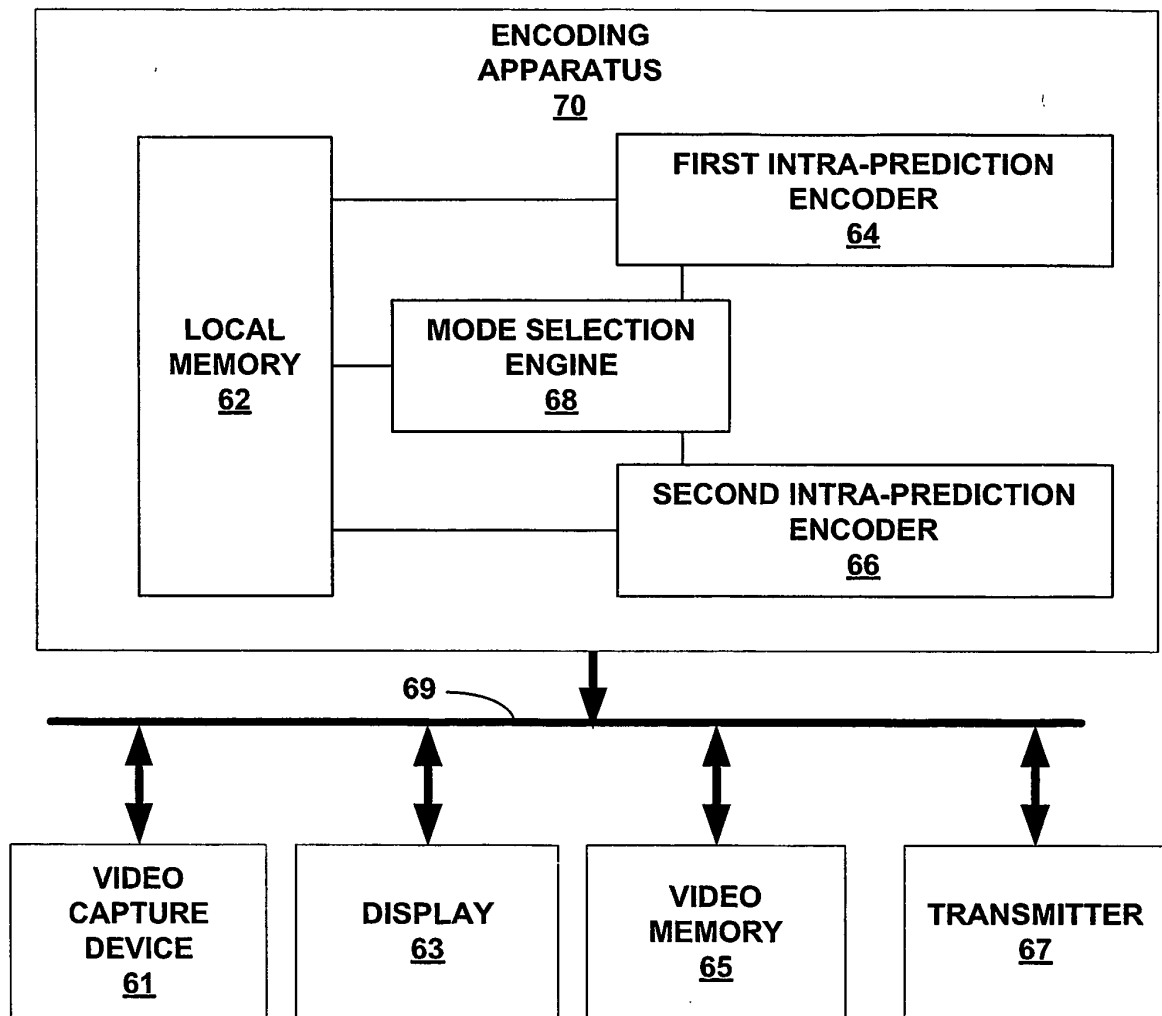 ENCODING
APPARATUS
70
FIRST INTRA-PREDICTION
ENCODER
64
LOCAL
MEMORY
62
MODE SELECTION
ENGINE
68
SECOND INTRA-PREDICTION
ENCODER
66
69
VIDEO
CAPTURE
DEVICE
61
DISPLAY
63
VIDEO
MEMORY
65
TRANSMITTER
67